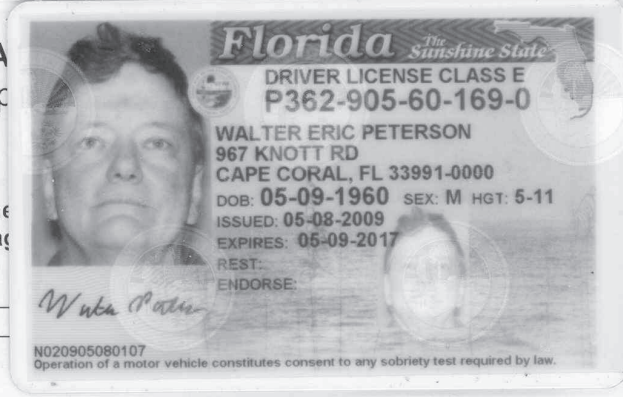 Florida The Sunshine State
DRIVER LICENSE CLASS E
P362-905-60-169-0
WALTER ERIC PETERSON
967 KNOTT RD
CAPE CORAL, FL 33991-0000
DOB: 05-09-1960 SEX: M HGT: 5-11
ISSUED: 05-08-2009
EXPIRES: 05-09-2017
REST:
ENDORSE:
N020905080107
Operation of a motor vehicle constitutes consent to any sobriety test required by law.